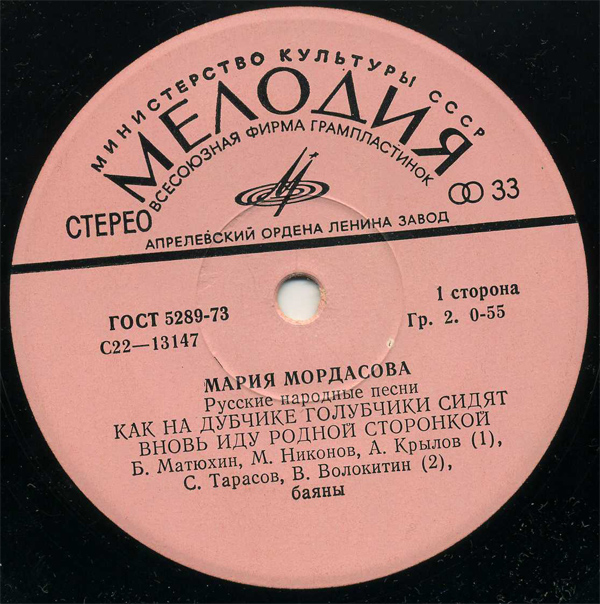 МИНИСТЕРСТВО КУЛЬТУРЫ СССР
МЕЛОДИЯ
ВСЕСОЮЗНАЯ ФИРМА ГРАМПЛАСТИНОК
СТЕРЕО
33
АПРЕЛЕВСКИЙ ОРДЕНА ЛЕНИНА ЗАВОД
ГОСТ 5289-73
С22—13147
1 сторона
Гр. 2. 0-55
МАРИЯ МОРДАСОВА
Русские народные песни
КАК НА ДУБЧИКЕ ГОЛУБЧИКИ СИДЯТ
ВНОВЬ ИДУ РОДНОЙ СТОРОНКОЙ
Б. Матюхин, М. Никонов, А. Крылов (1),
С. Тарасов, В. Волокитин (2),
баяны